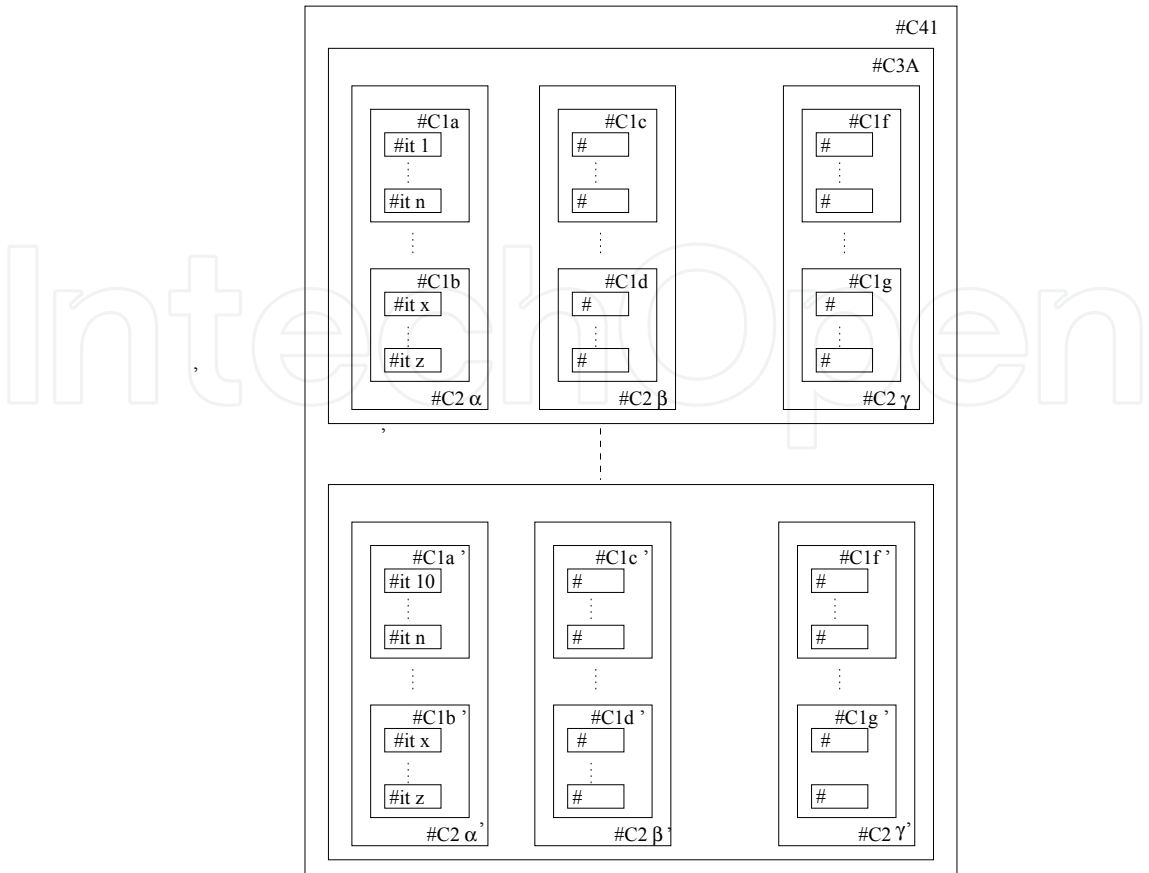 #C41
#C3A
#C1a #C1c #C1f
#it 1 # #
#it n # #
#C1b #C1d #C1g
#it x # #
#it z # #
#C2 α #C2 β #C2 γ
IntechOpen
,
,
#C1a ’ #C1c ’ #C1f ’
#it 10 # #
#it n # #
#C1b ’ #C1d ’ #C1g ’
#it x # #
#it z # #
#C2 α’ #C2 β’ #C2 γ’